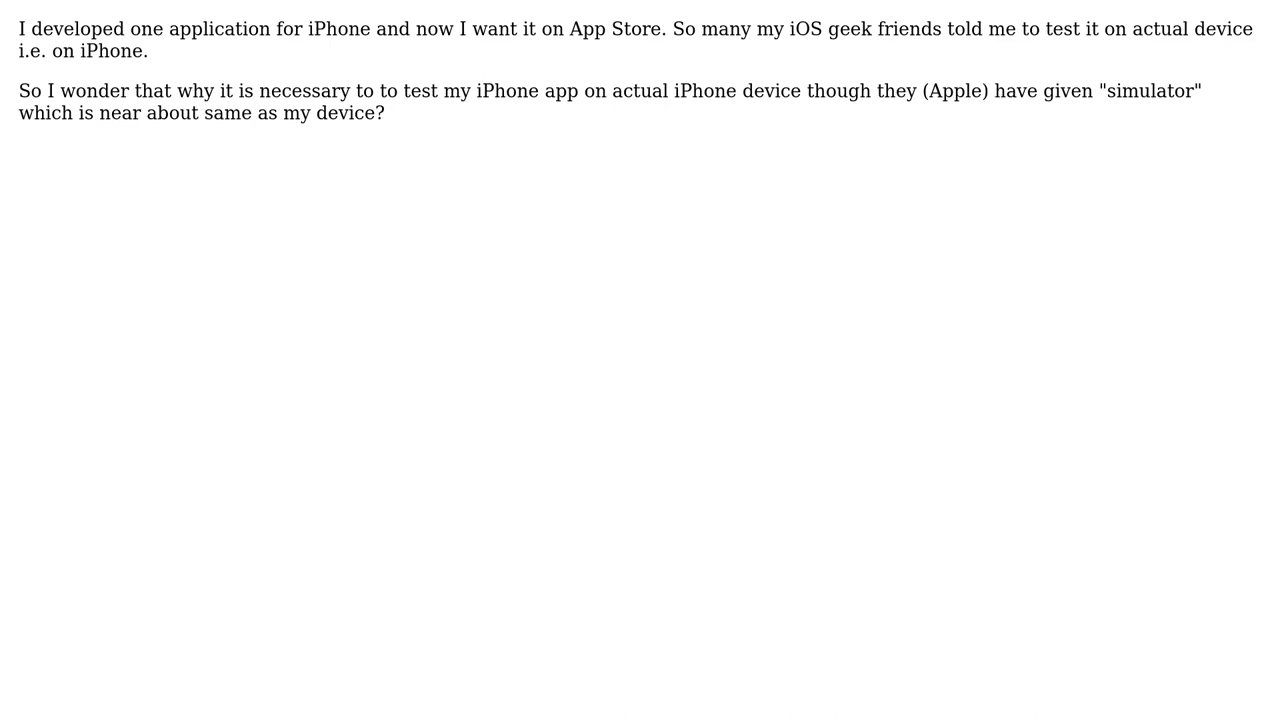 I developed one application for iPhone and now I want it on App Store. So many my iOS geek friends told me to test it on actual device
i.e. on iPhone.
So I wonder that why it is necessary to to test my iPhone app on actual iPhone device though they (Apple) have given "simulator"
which is near about same as my device?